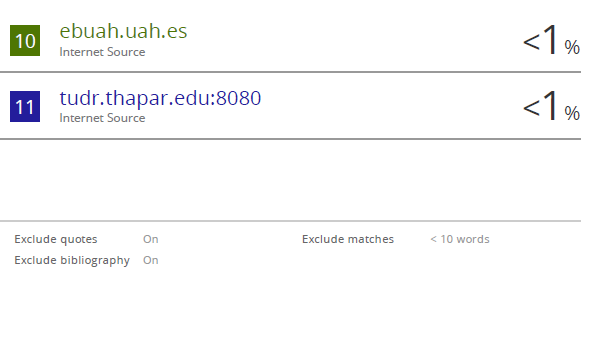 10 ebuah.uah.es <1%
Internet Source
11 tudr.thapar.edu:8080 <1%
Internet Source
Exclude quotes On Exclude matches < 10 words
Exclude bibliography On